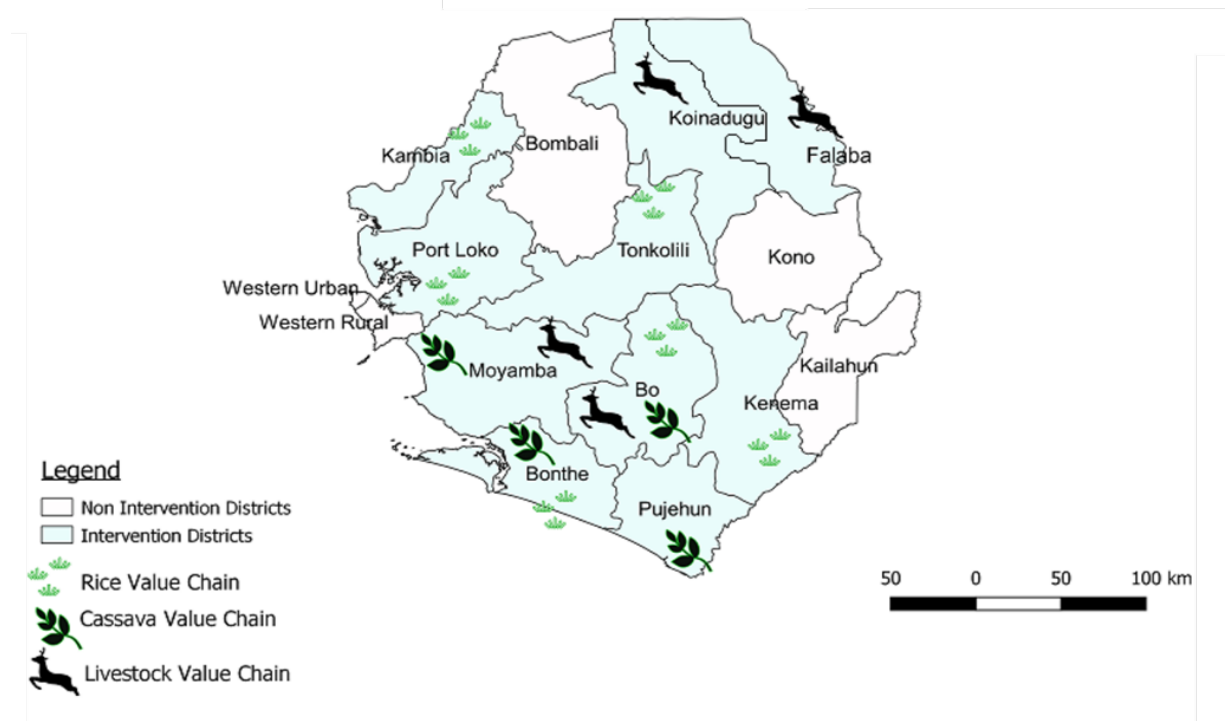 Koinadugu
Falaba
Bombali
Kambia
Port Loko
Tonkolili
Kono
Western Urban
Western Rural
Moyamba
Kailahun
Bo
Kenema
Bonthe
Pujehun
Legend
Non Intervention Districts
Intervention Districts
Rice Value Chain
Cassava Value Chain
Livestock Value Chain
50 0 50 100 km